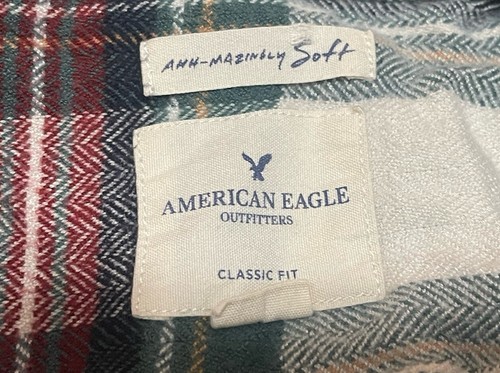 AHH-MAZINGLY Soft
AMERICAN EAGLE
OUTFITTERS
CLASSIC FIT